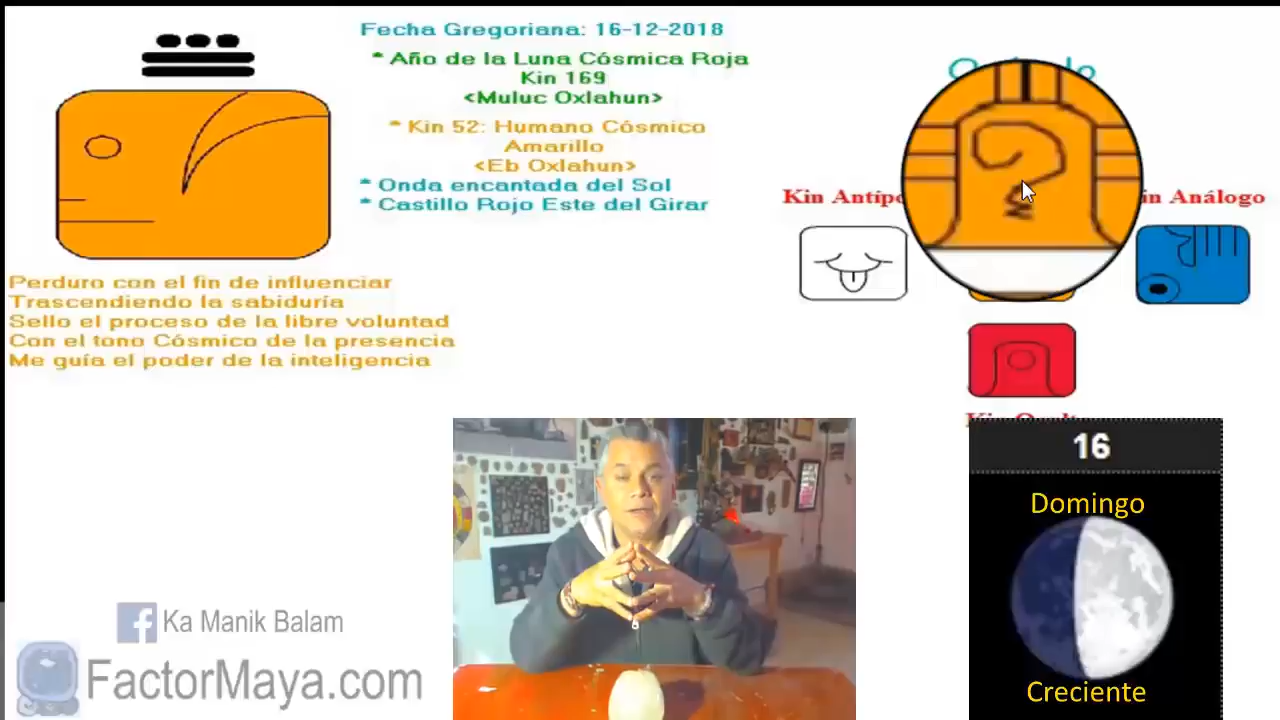 Fecha Gregoriana: 16-12-2018
* Año de la Luna Cósmica Roja
Kin 169
<Muluc Oxlahun>
* Kin 52: Humano Cósmico
Amarillo
<Eb Oxlahun>
* Onda encantada del Sol
* Castillo Rojo Este del Girar
Perduro con el fin de influenciar
Trascendiendo la sabiduría
Sello el proceso de la libre voluntad
Con el tono Cósmico de la presencia
Me guía el poder de la inteligencia
Kin
Análogo
16
Domingo
Creciente
Ka Manik Balam
FactorMaya.com